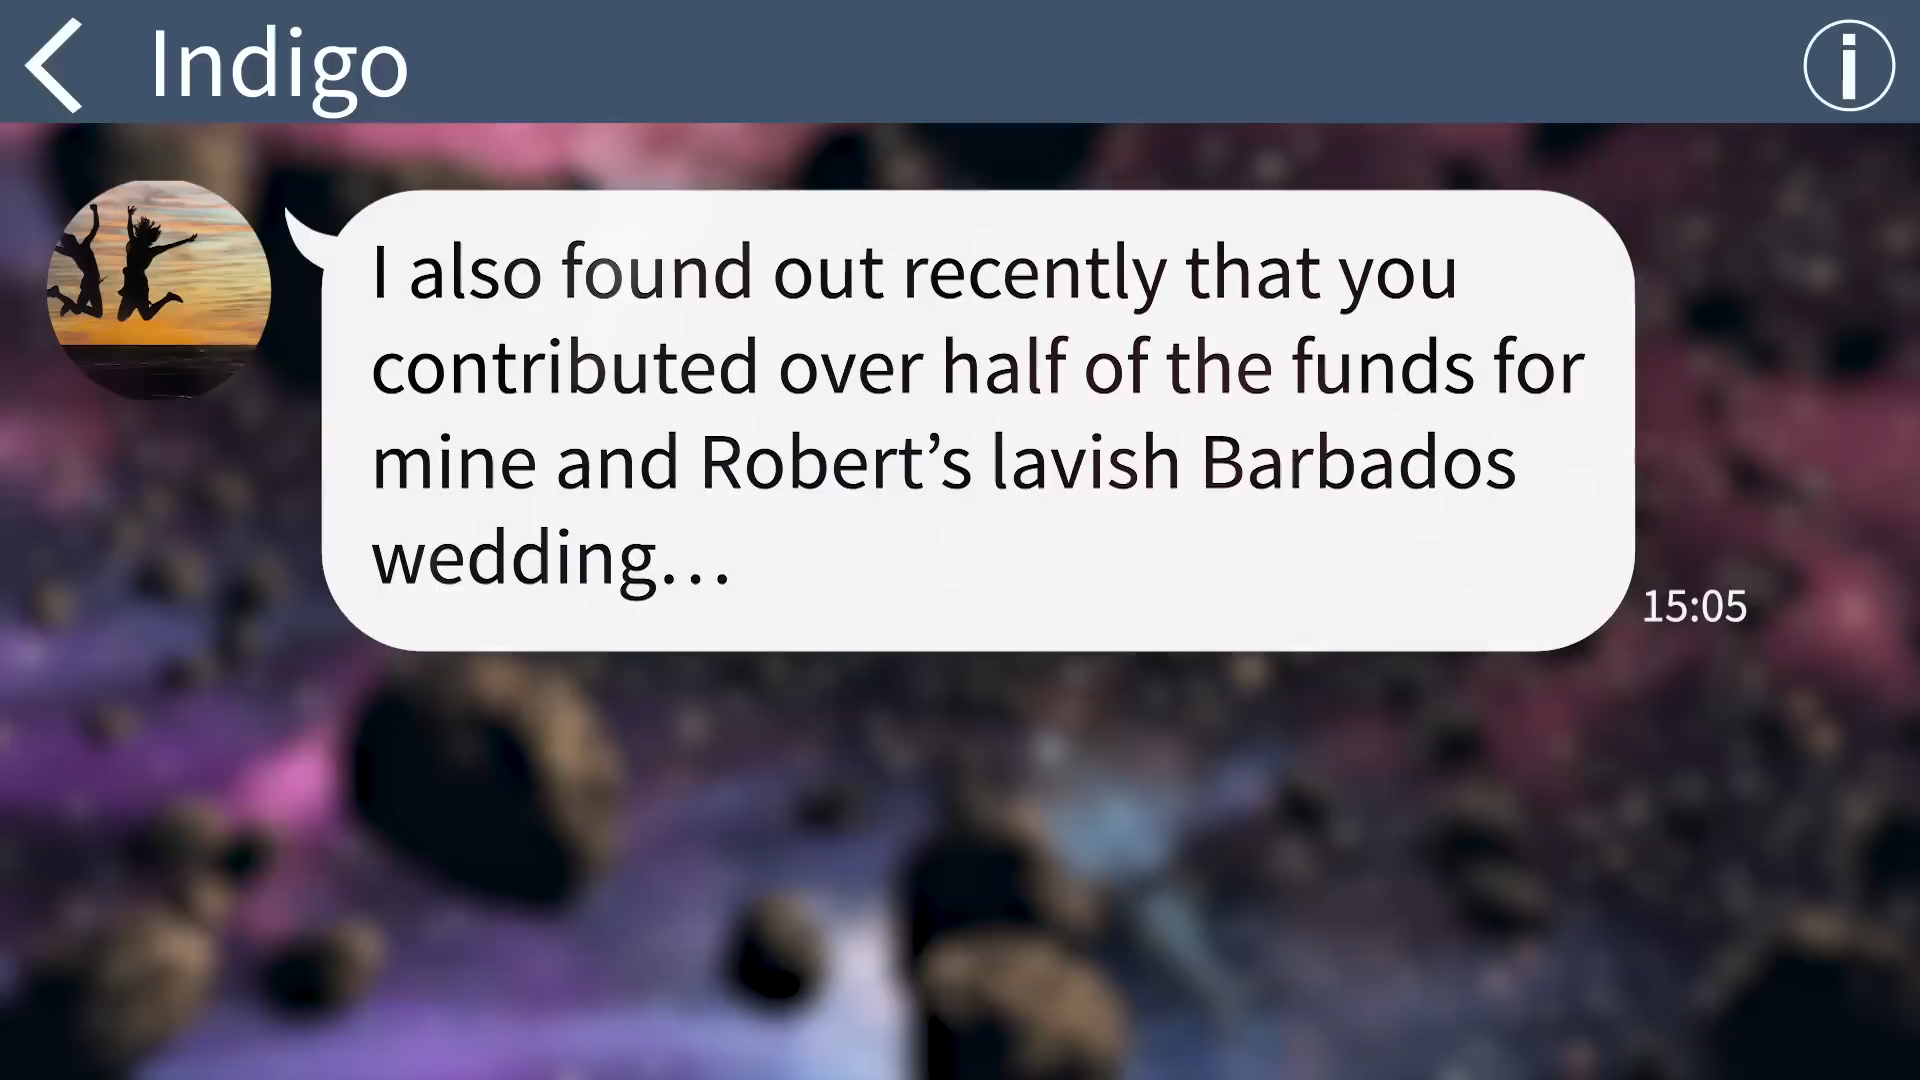 Indigo
I also found out recently that you
contributed over half of the funds for
mine and Robert’s lavish Barbados
wedding…
15:05